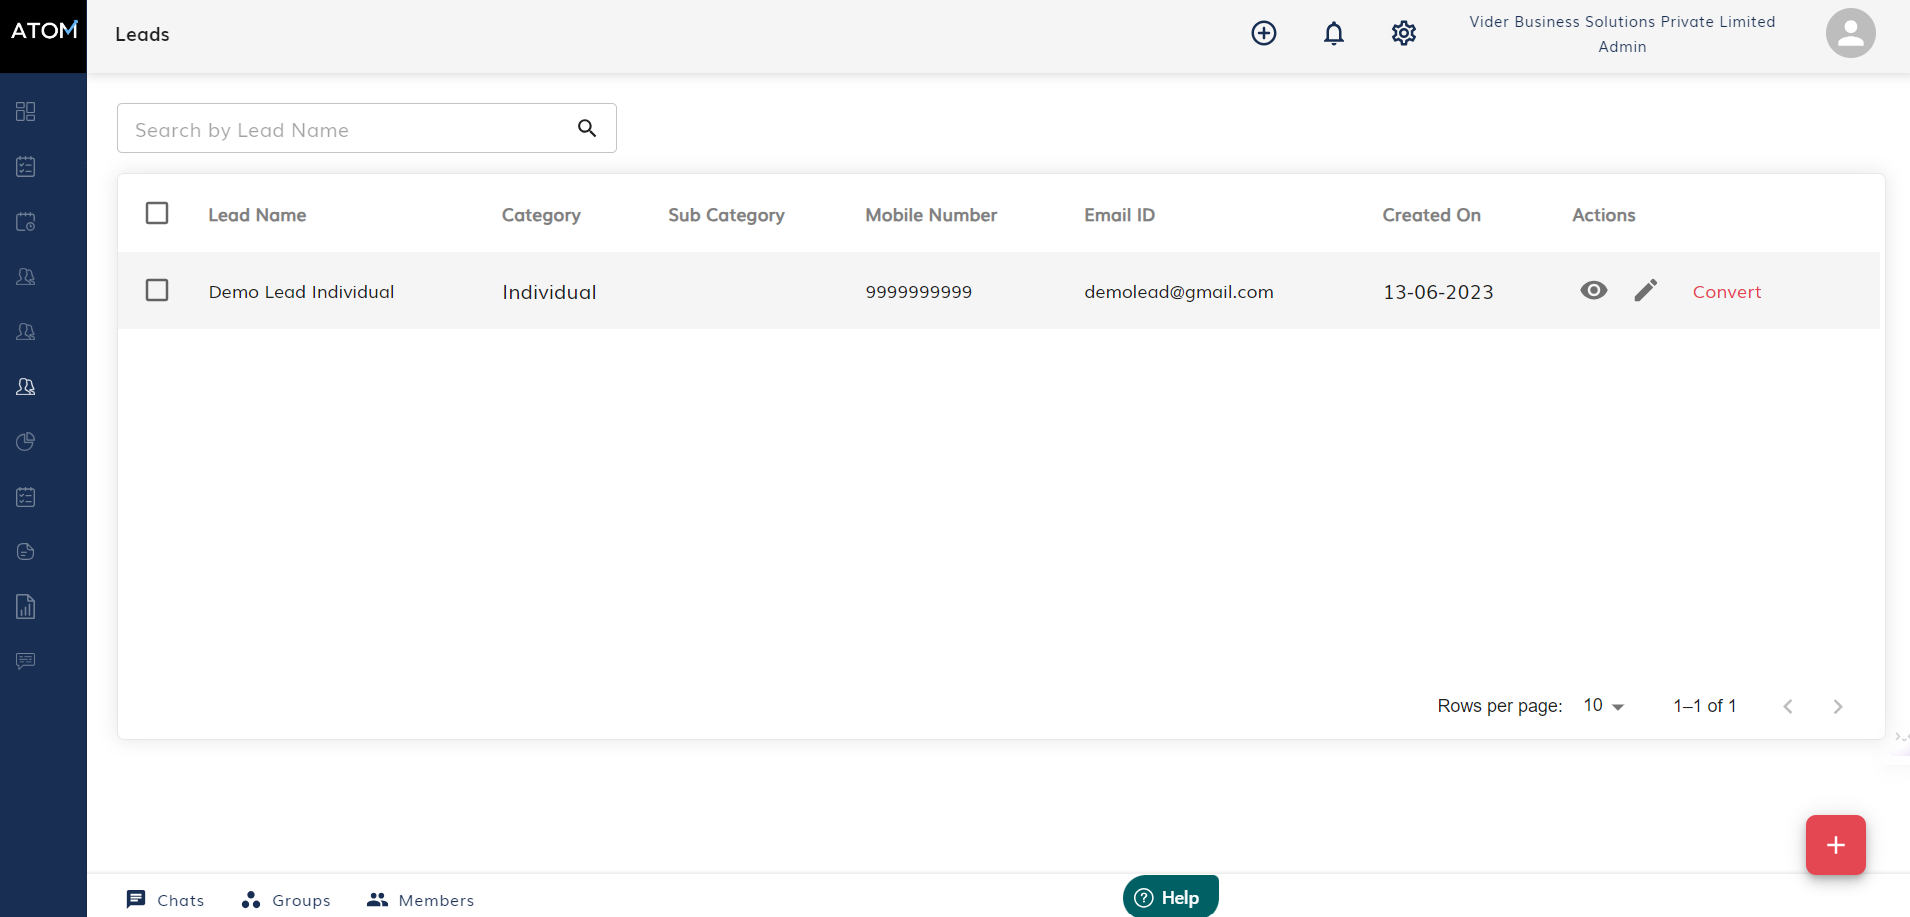 ATOM
Leads
Vider Business Solutions Private Limited
Admin
Search by Lead Name
Lead Name Category Sub Category Mobile Number Email ID Created On Actions
Demo Lead Individual Individual 9999999999 demolead@gmail.com 13-06-2023 Convert
Rows per page: 10 1–1 of 1
Chats Groups Members Help